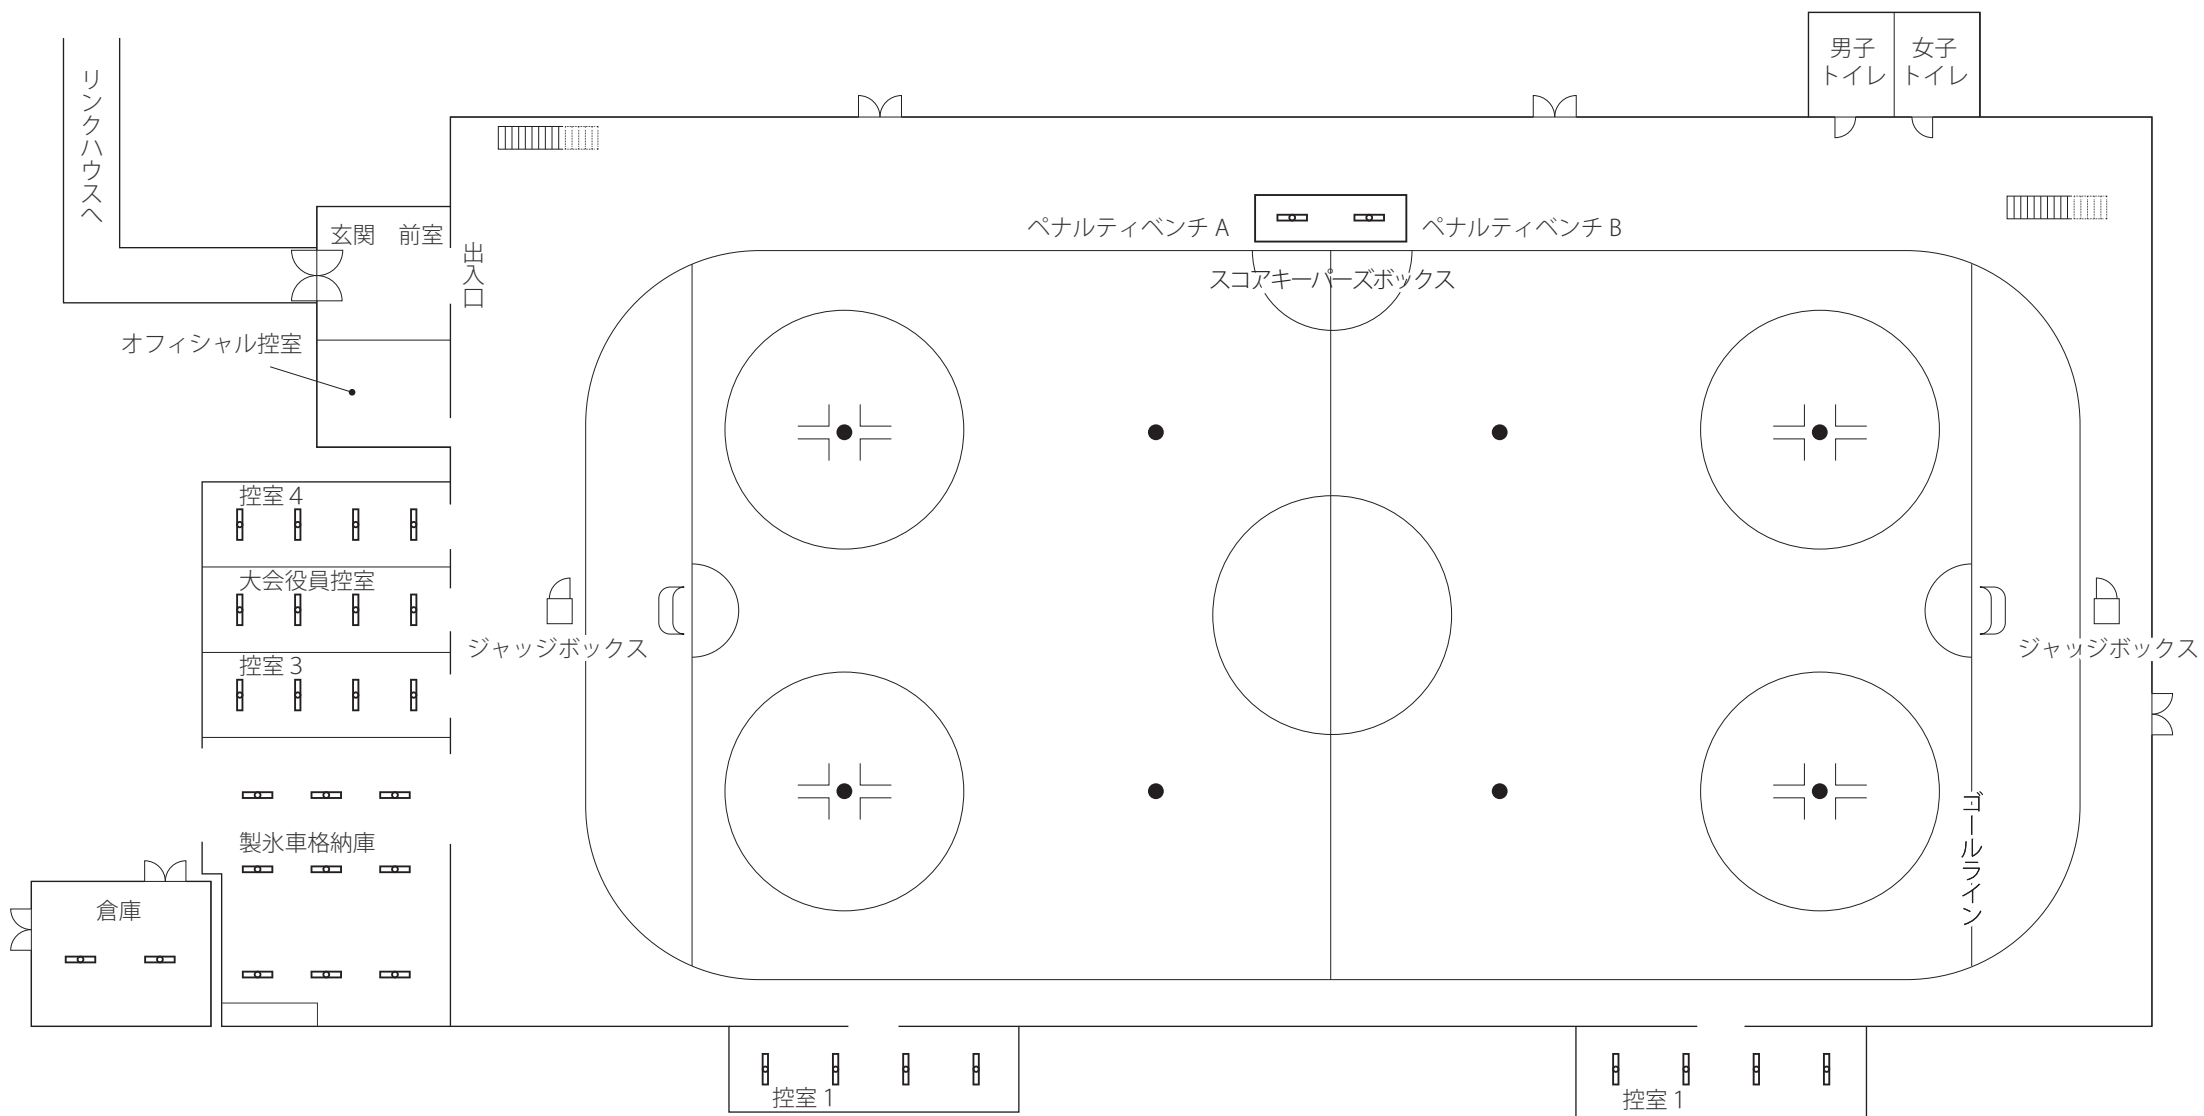 男子
トイレ
女子
トイレ
リンクハウスへ
玄関 前室
出入口
ペナルティベンチ A
ペナルティベンチ B
スコアキーパーズボックス
オフィシャル控室
控室 4
大会役員控室
控室 3
ジャッジボックス
ジャッジボックス
製氷車格納庫
ゴールライン
倉庫
控室 1
控室 1